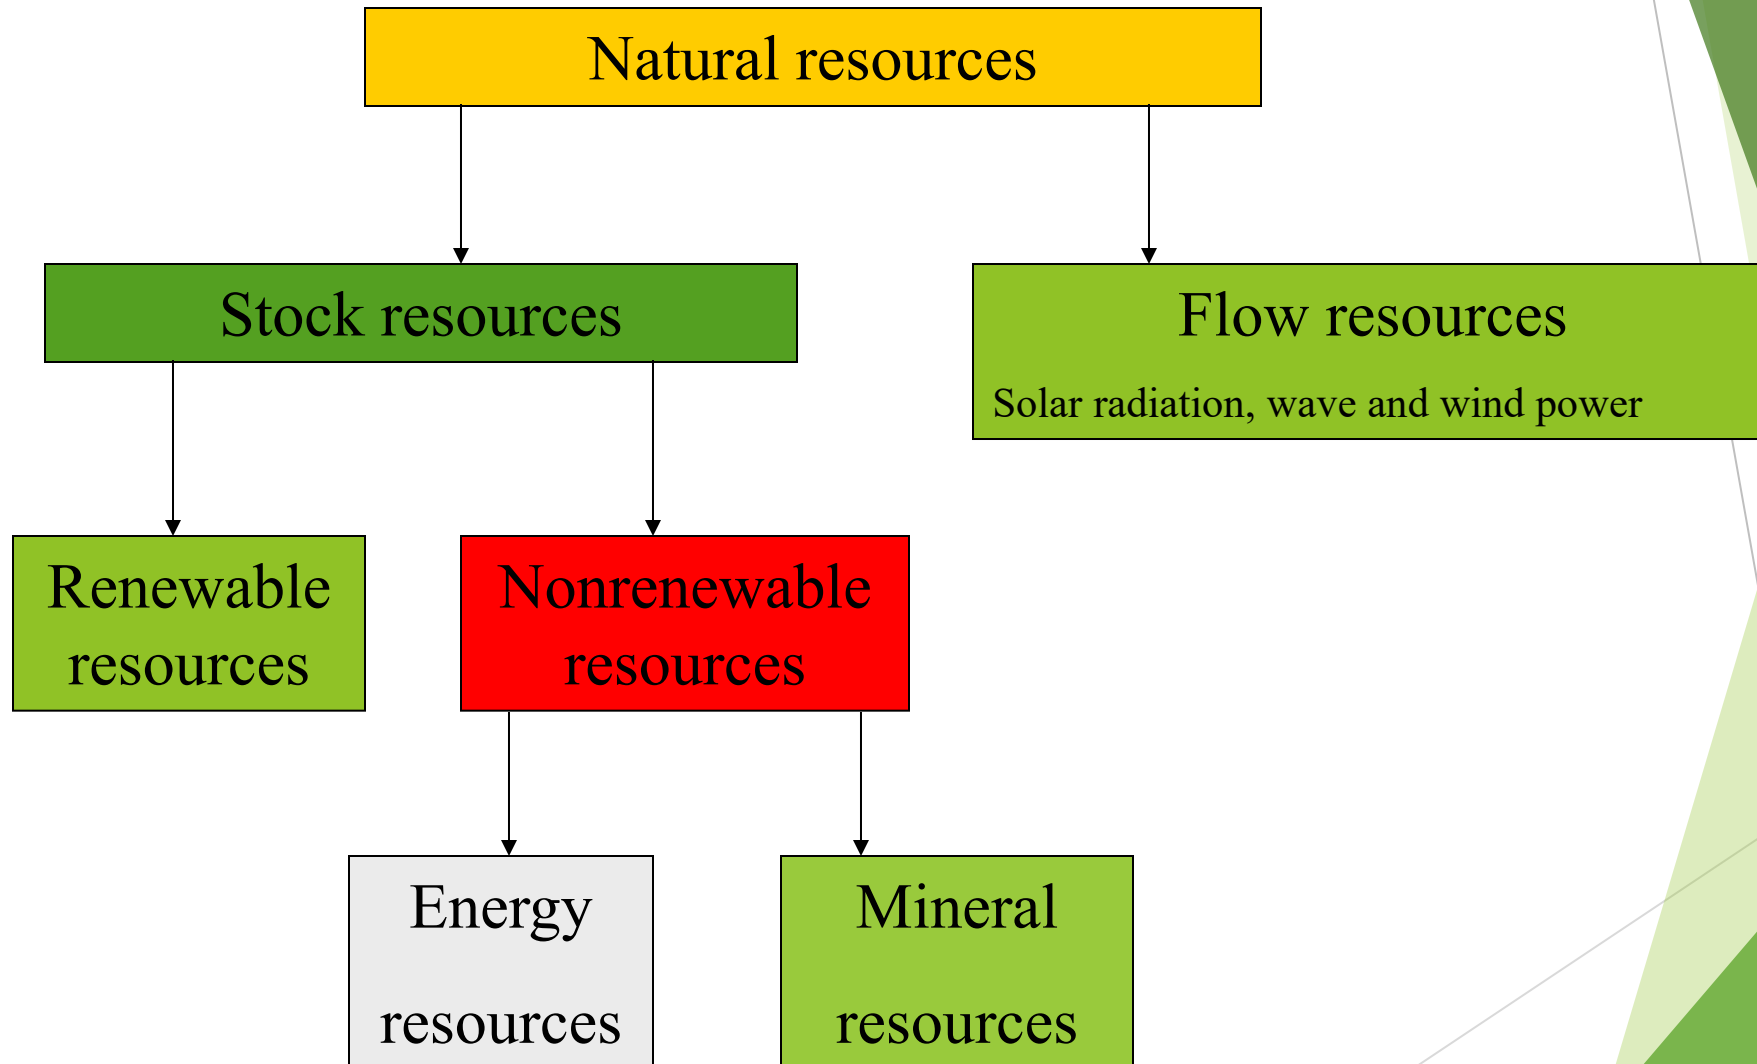 Natural resources
Stock resources
Flow resources
Solar radiation, wave and wind power
Renewable
resources
Nonrenewable
resources
Energy
resources
Mineral
resources